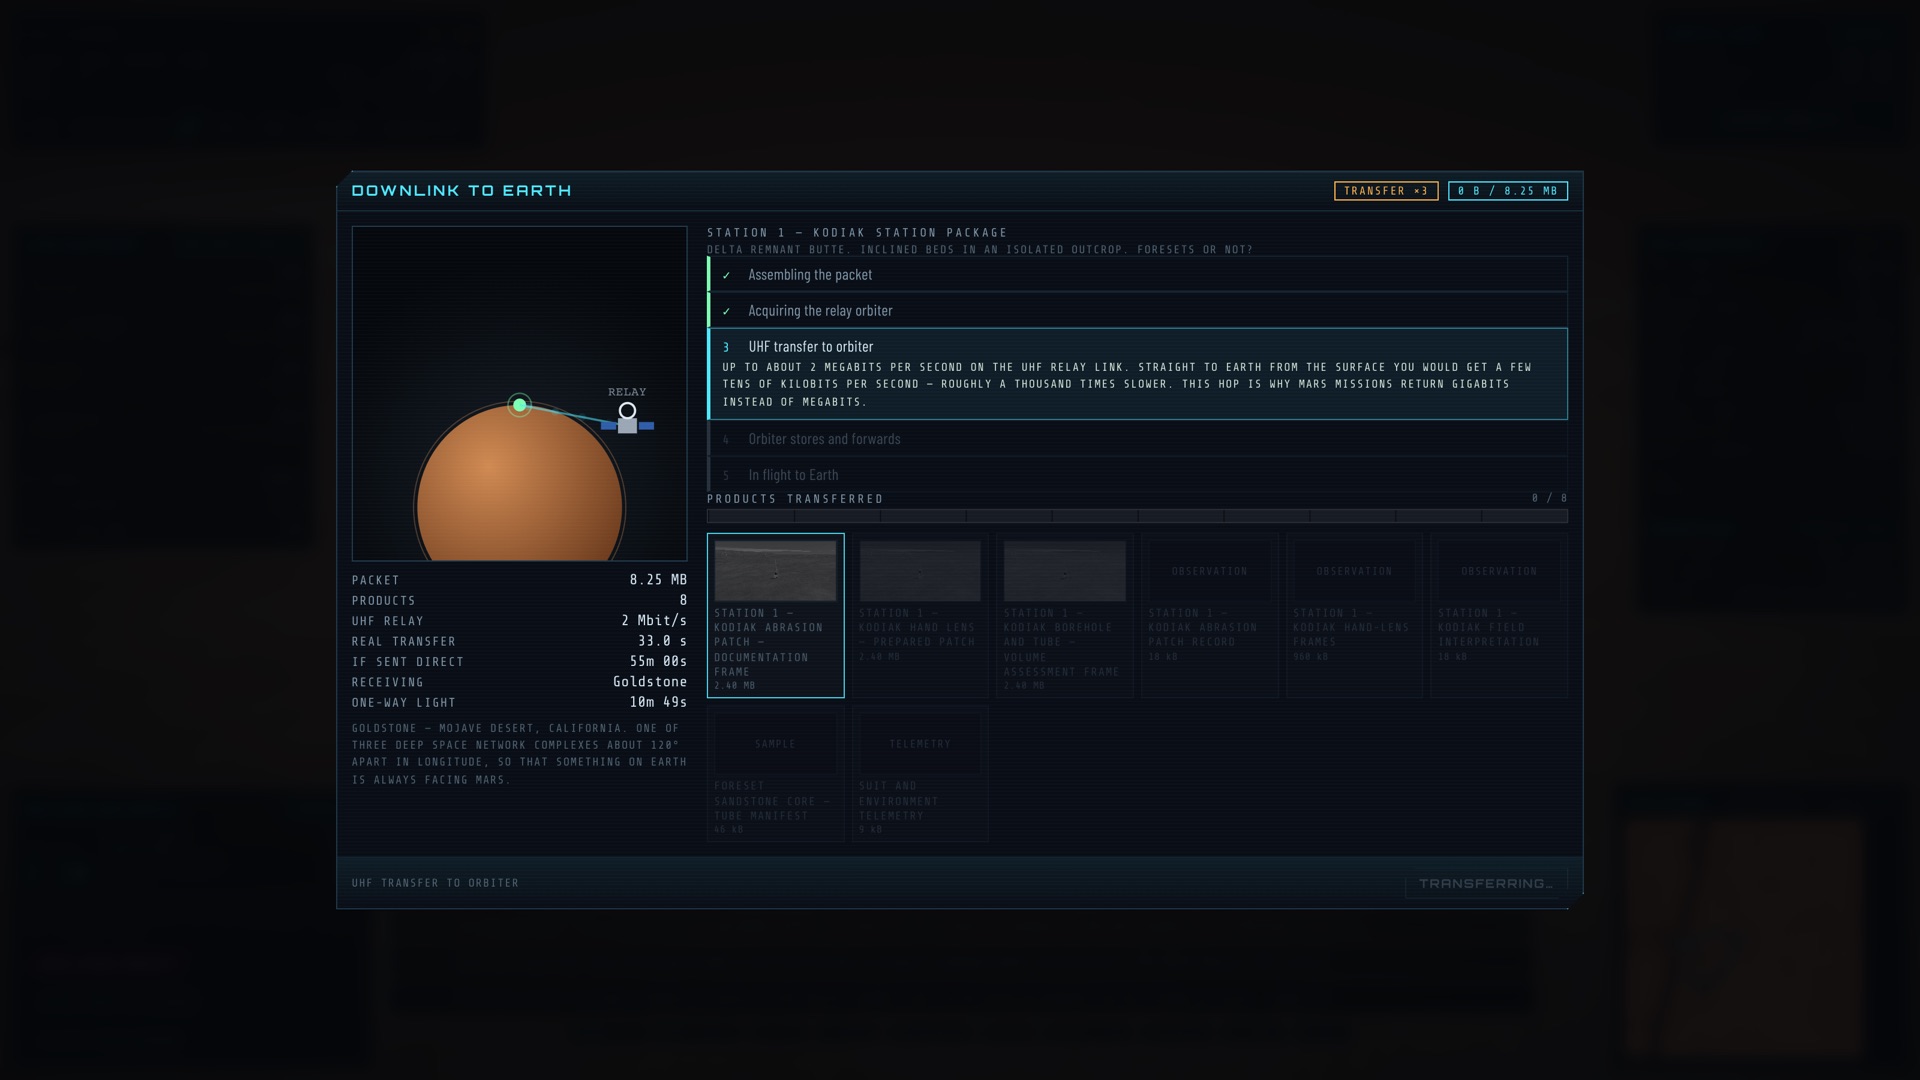 DOWNLINK TO EARTH
TRANSFER ×3
0 B / 8.25 MB
RELAY
PACKET 8.25 MB
PRODUCTS 8
UHF RELAY 2 Mbit/s
REAL TRANSFER 33.0 s
IF SENT DIRECT 55m 00s
RECEIVING Goldstone
ONE-WAY LIGHT 10m 49s
GOLDSTONE — MOJAVE DESERT, CALIFORNIA. ONE OF
THREE DEEP SPACE NETWORK COMPLEXES ABOUT 120°
APART IN LONGITUDE, SO THAT SOMETHING ON EARTH
IS ALWAYS FACING MARS.
STATION 1 — KODIAK STATION PACKAGE
DELTA REMNANT BUTTE. INCLINED BEDS IN AN ISOLATED OUTCROP. FORESETS OR NOT?
✓ Assembling the packet
✓ Acquiring the relay orbiter
3 UHF transfer to orbiter
UP TO ABOUT 2 MEGABITS PER SECOND ON THE UHF RELAY LINK. STRAIGHT TO EARTH FROM THE SURFACE YOU WOULD GET A FEW
TENS OF KILOBITS PER SECOND — ROUGHLY A THOUSAND TIMES SLOWER. THIS HOP IS WHY MARS MISSIONS RETURN GIGABITS
INSTEAD OF MEGABITS.
4 Orbiter stores and forwards
5 In flight to Earth
PRODUCTS TRANSFERRED 0 / 8
STATION 1 —
KODIAK ABRASION
PATCH —
DOCUMENTATION
FRAME
2.40 MB
STATION 1 —
KODIAK HAND LENS
— PREPARED PATCH
2.40 MB
STATION 1 —
KODIAK BOREHOLE
AND TUBE —
VOLUME
ASSESSMENT FRAME
2.40 MB
OBSERVATION
STATION 1 —
KODIAK ABRASION
PATCH RECORD
18 kB
OBSERVATION
STATION 1 —
KODIAK HAND-LENS
FRAMES
960 kB
OBSERVATION
STATION 1 —
KODIAK FIELD
INTERPRETATION
18 kB
SAMPLE
FORESET
SANDSTONE CORE —
TUBE MANIFEST
46 kB
TELEMETRY
SUIT AND
ENVIRONMENT
TELEMETRY
9 kB
UHF TRANSFER TO ORBITER
TRANSFERRING…